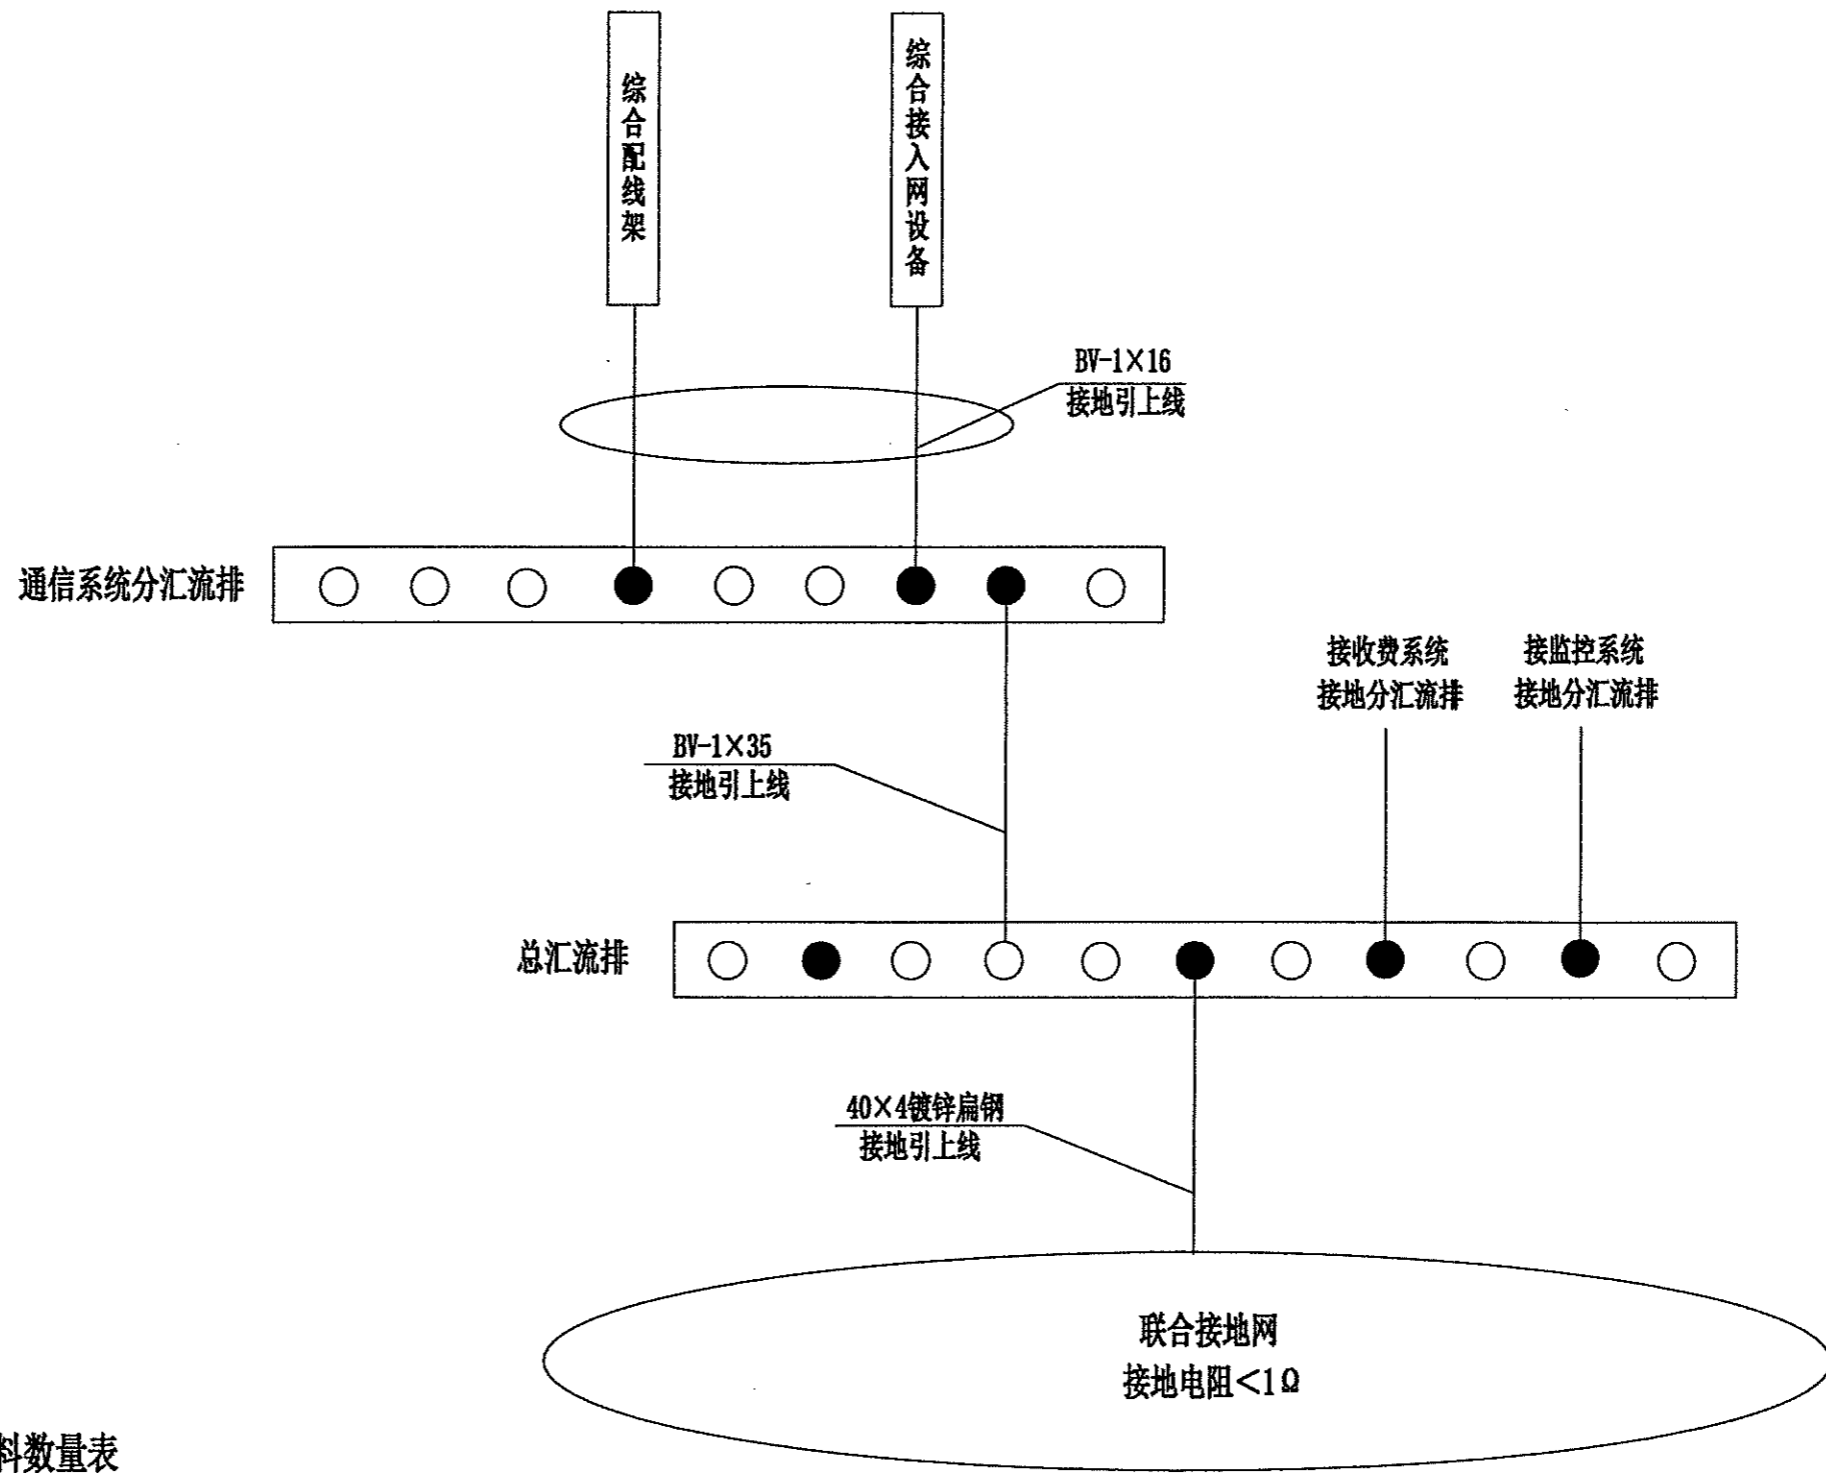 综合配线架
综合接入网设备
BV-1×16
接地引上线
通信系统分汇流排
接收费系统
接地分汇流排
接监控系统
接地分汇流排
BV-1×35
接地引上线
总汇流排
40×4镀锌扁钢
接地引上线
联合接地网
接地电阻<1Ω
料数量表